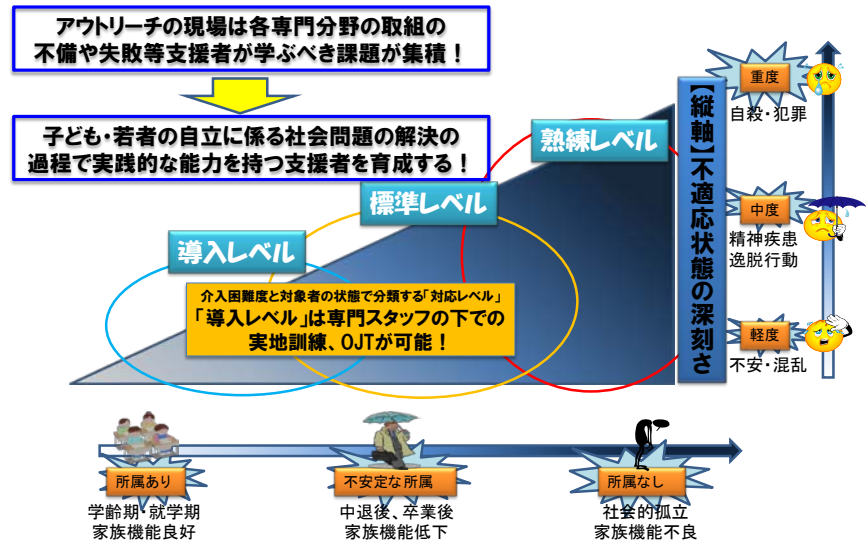 アウトリーチの現場は各専門分野の取組の
不備や失敗等支援者が学ぶべき課題が集積！
子ども・若者の自立に係る社会問題の解決の
過程で実践的な能力を持つ支援者を育成する！
熟練レベル
標準レベル
導入レベル
介入困難度と対象者の状態で分類する「対応レベル」
「導入レベル」は専門スタッフの下での
実地訓練、OJTが可能！
【縦軸】不適応状態の深刻さ
重度
自殺・犯罪
中度
精神疾患
逸脱行動
軽度
不安・混乱
所属あり
学齢期・就学期
家族機能良好
不安定な所属
中退後、卒業後
家族機能低下
所属なし
社会的孤立
家族機能不良